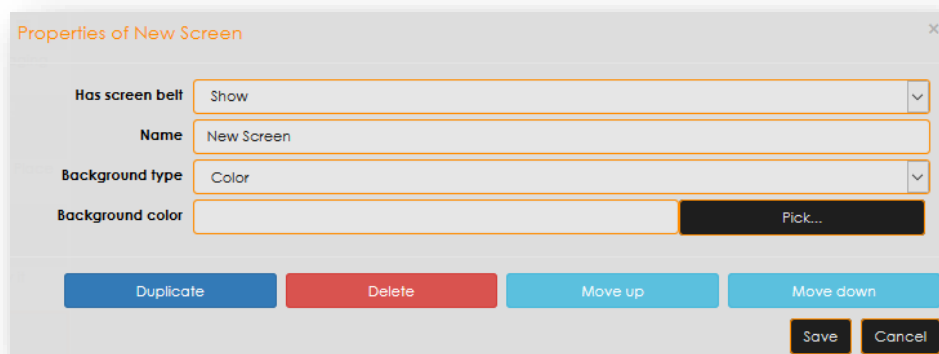 Properties of New Screen ×
Has screen belt Show
Name New Screen
Background type Color
Background color Pick...
Duplicate Delete Move up Move down
Save Cancel